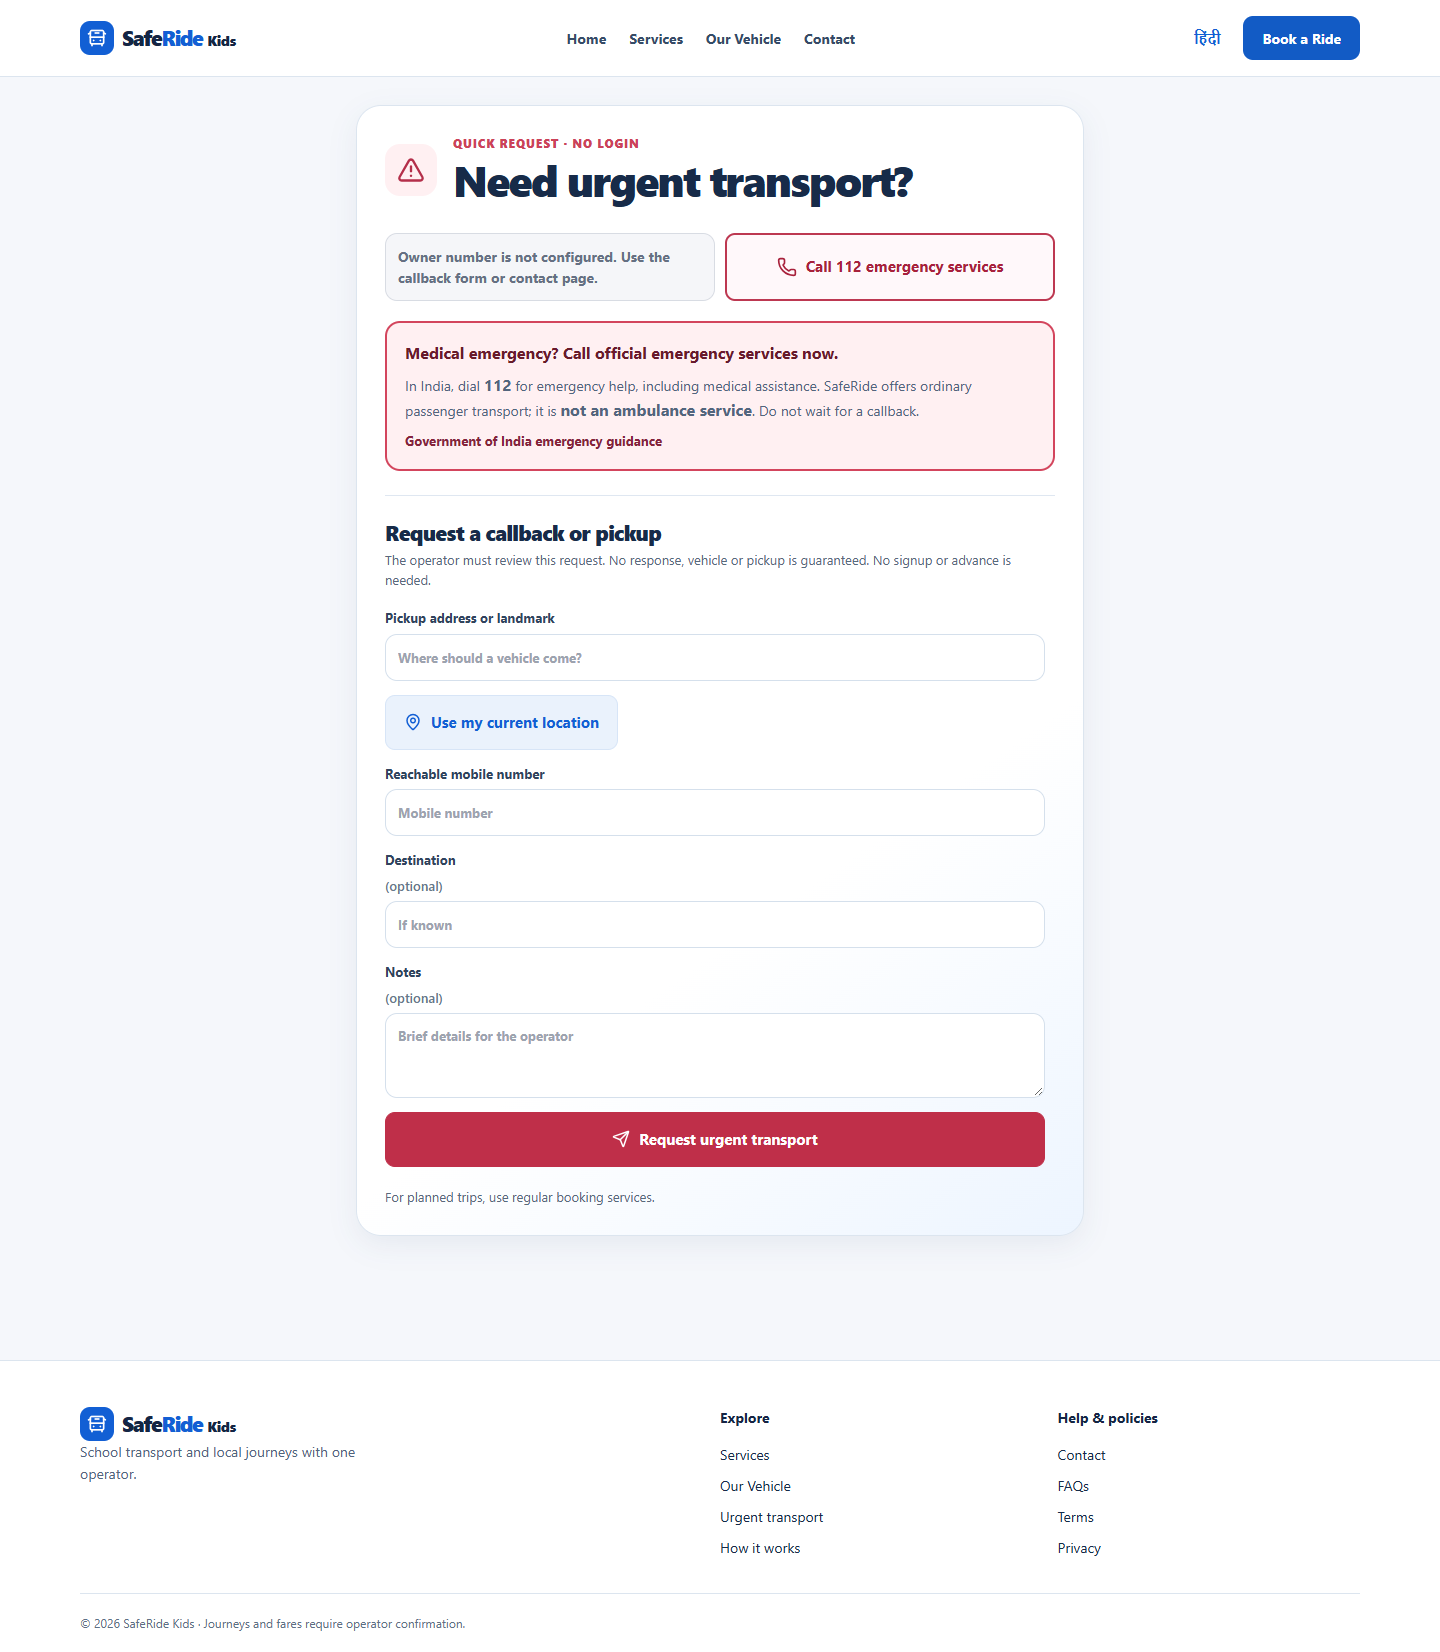 SafeRide Kids
Home Services Our Vehicle Contact
हिंदी
Book a Ride
QUICK REQUEST · NO LOGIN
Need urgent transport?
Owner number is not configured. Use the
callback form or contact page.
Call 112 emergency services
Medical emergency? Call official emergency services now.
In India, dial 112 for emergency help, including medical assistance. SafeRide offers ordinary
passenger transport; it is not an ambulance service. Do not wait for a callback.
Government of India emergency guidance
Request a callback or pickup
The operator must review this request. No response, vehicle or pickup is guaranteed. No signup or advance is
needed.
Pickup address or landmark
Where should a vehicle come?
Use my current location
Reachable mobile number
Mobile number
Destination
(optional)
If known
Notes
(optional)
Brief details for the operator
Request urgent transport
For planned trips, use regular booking services.
SafeRide Kids
School transport and local journeys with one
operator.
Explore
Services
Our Vehicle
Urgent transport
How it works
Help & policies
Contact
FAQs
Terms
Privacy
© 2026 SafeRide Kids · Journeys and fares require operator confirmation.